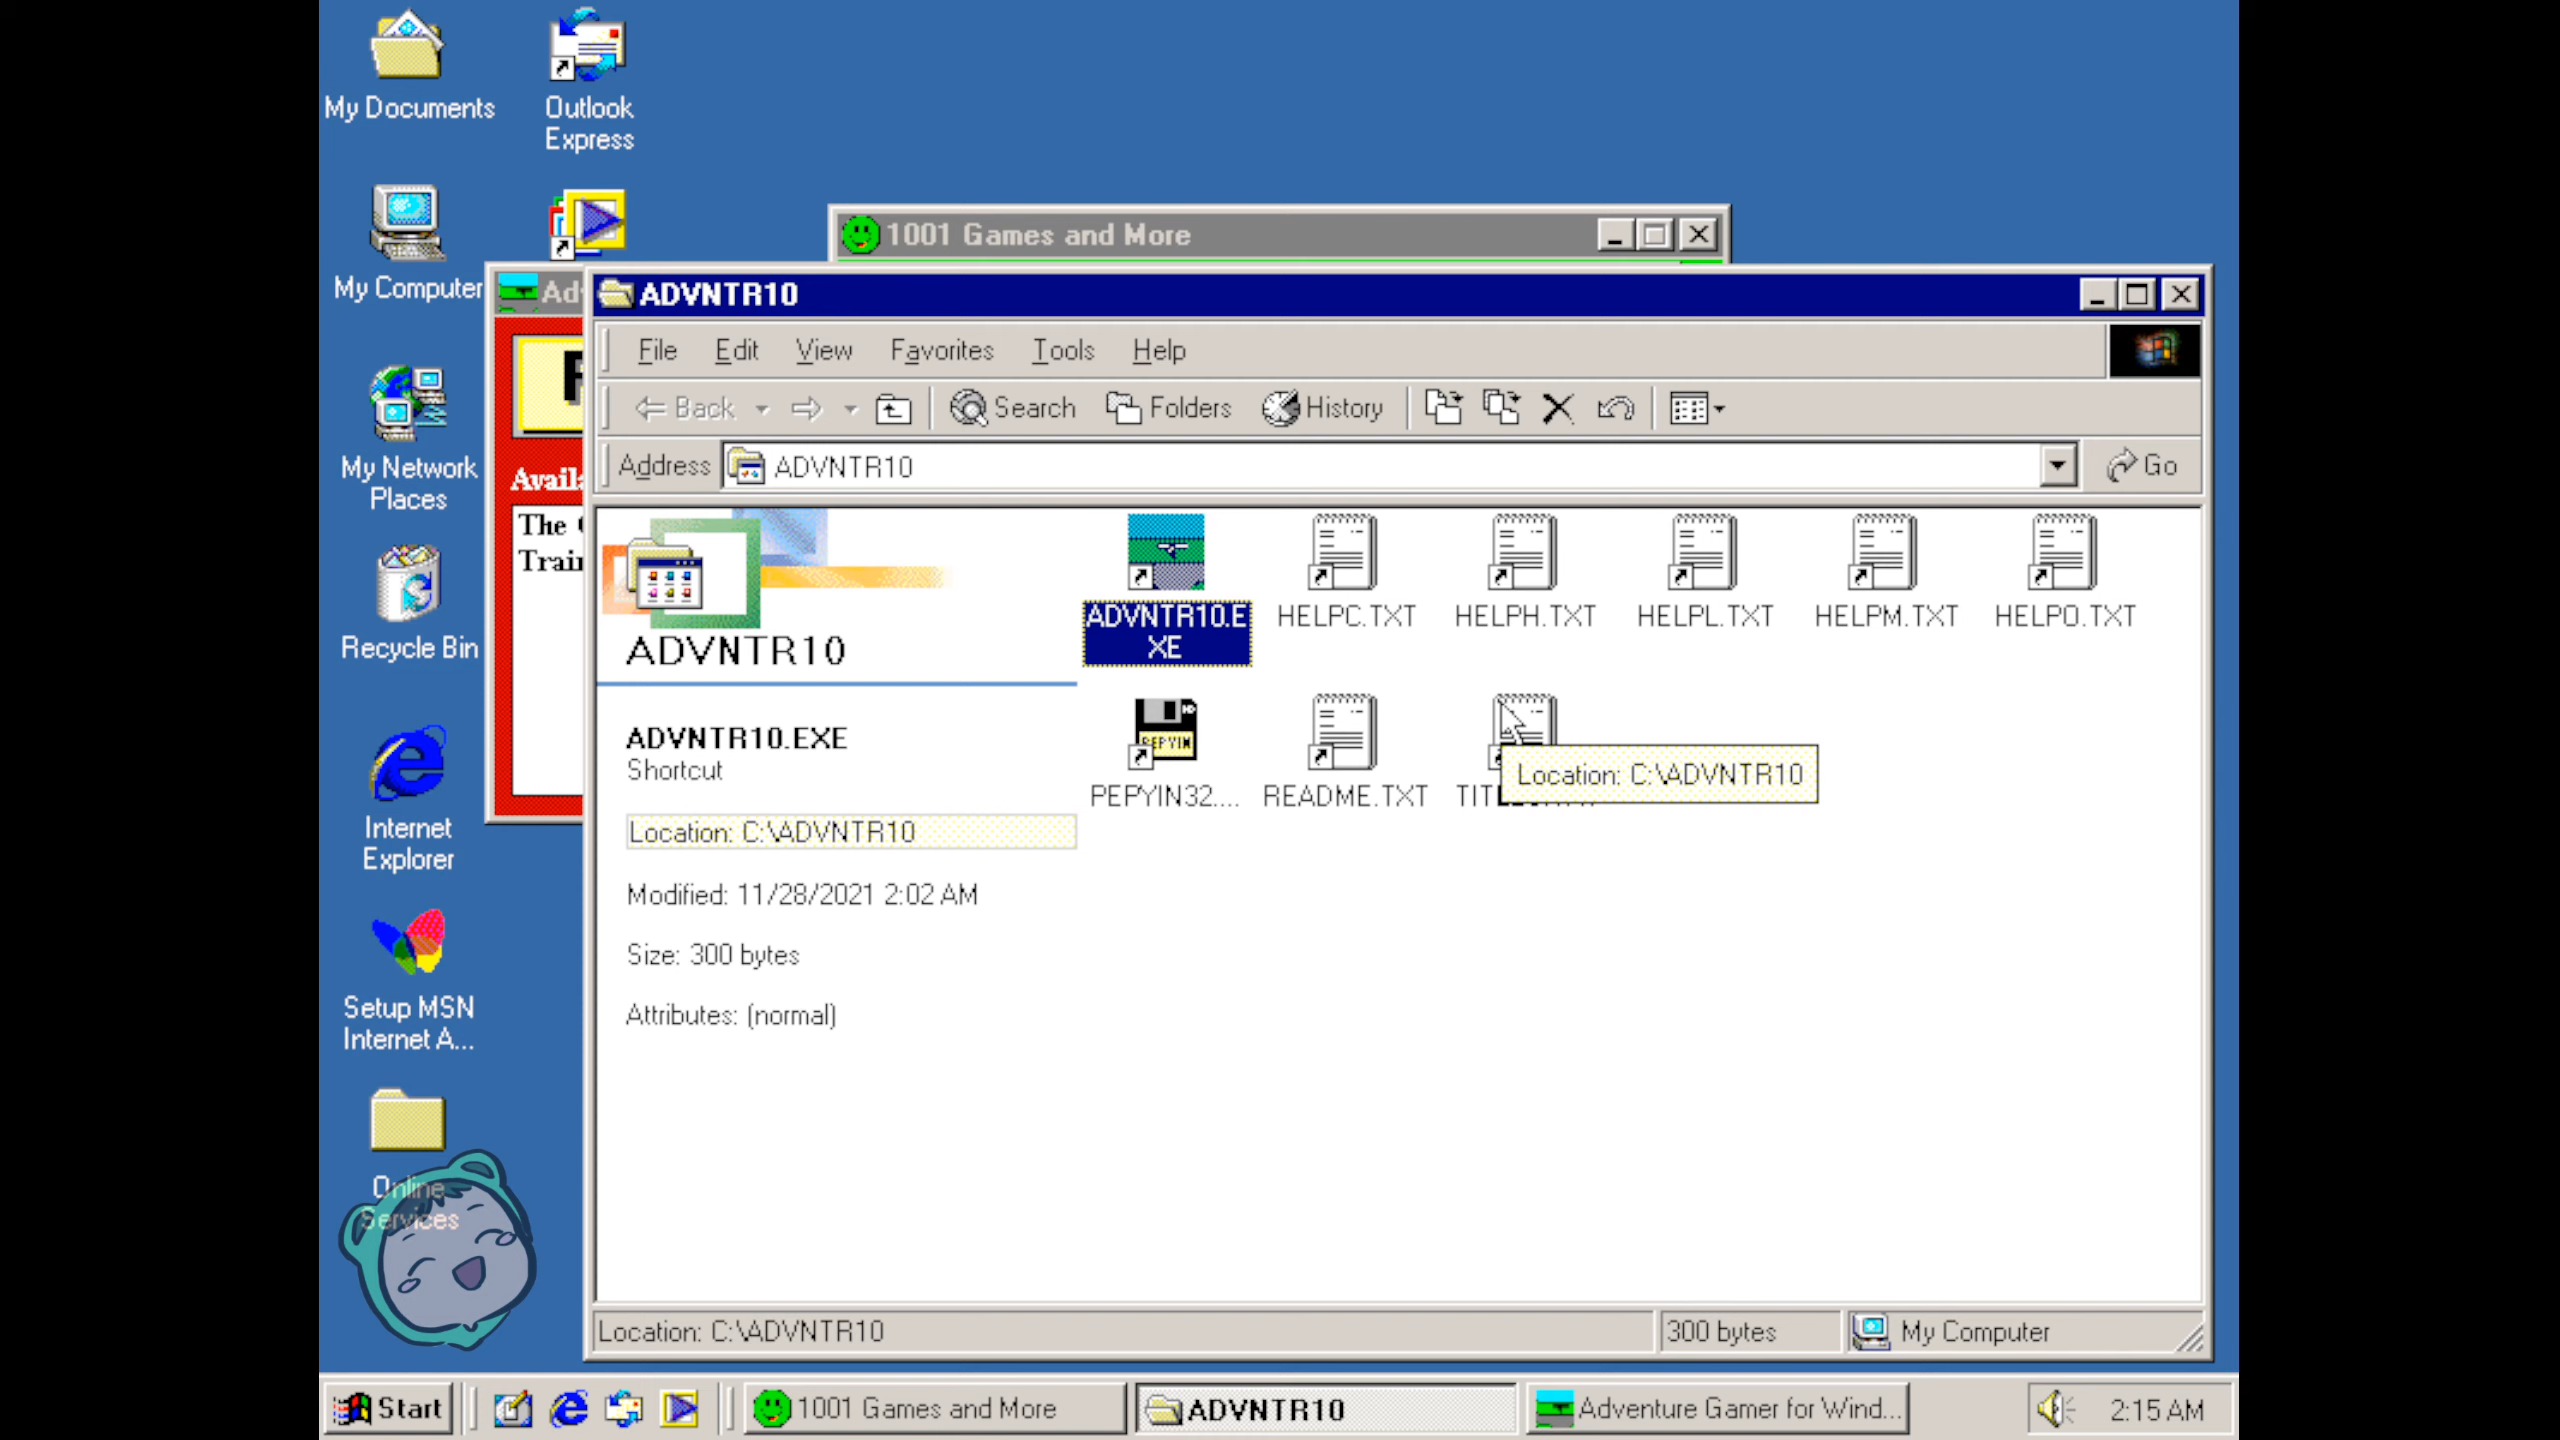 My Documents
Outlook
Express
My Computer
My Network
Places
Recycle Bin
Internet
Explorer
Setup MSN
Internet A...
Online
Services
1001 Games and More
Availa
The
Train
ADVNTR10
File Edit View Favorites Tools Help
Back Search Folders History
Address ADVNTR10 Go
ADVNTR10
ADVNTR10.EXE
Shortcut
Location: C:\ADVNTR10
Modified: 11/28/2021 2:02 AM
Size: 300 bytes
Attributes: (normal)
ADVNTR10.E
XE
HELPC.TXT HELPH.TXT HELPL.TXT HELPM.TXT HELPO.TXT
PEPYIN
PEPYIN32.... README.TXT
Location: C:\ADVNTR10
Location: C:\ADVNTR10 300 bytes My Computer
Start 1001 Games and More ADVNTR10 Adventure Gamer for Wind... 2:15 AM